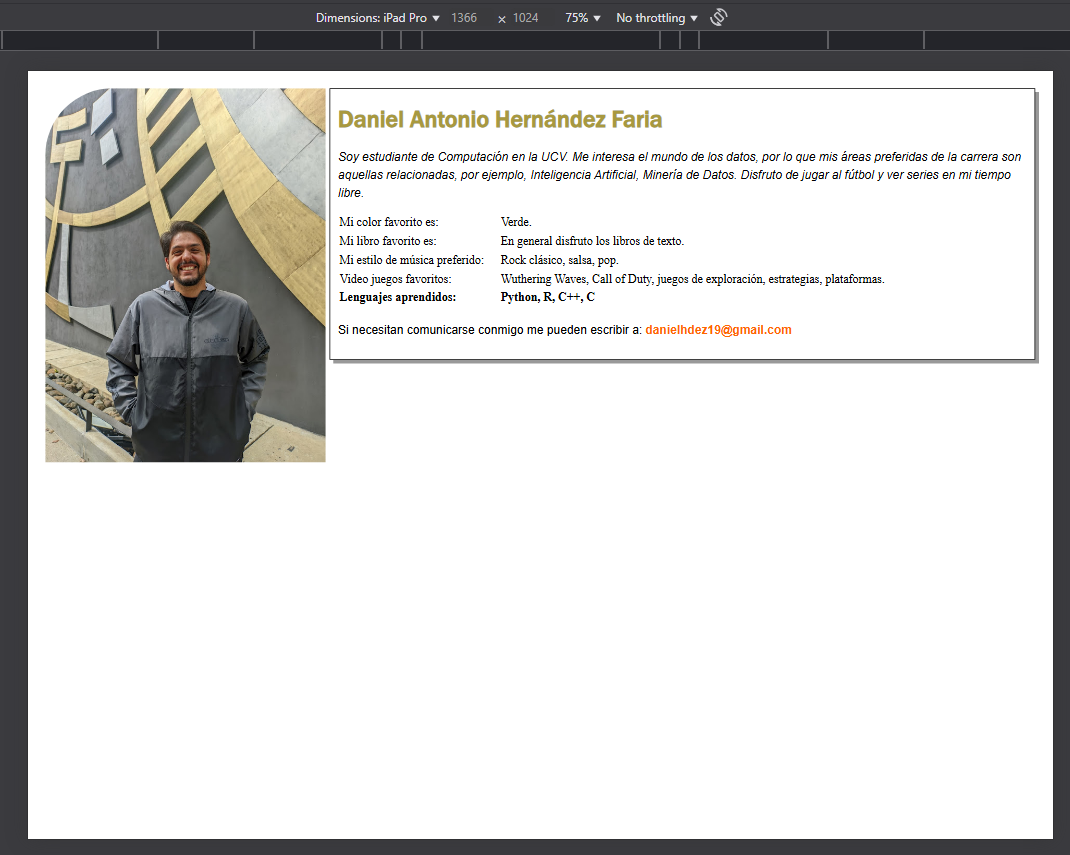 Dimensions: iPad Pro ▼ 1366 × 1024 75% ▼ No throttling ▼
Daniel Antonio Hernández Faria
Soy estudiante de Computación en la UCV. Me interesa el mundo de los datos, por lo que mis áreas preferidas de la carrera son
aquellas relacionadas, por ejemplo, Inteligencia Artificial, Minería de Datos. Disfruto de jugar al fútbol y ver series en mi tiempo
libre.
Mi color favorito es: Verde.
Mi libro favorito es: En general disfruto los libros de texto.
Mi estilo de música preferido: Rock clásico, salsa, pop.
Video juegos favoritos: Wuthering Waves, Call of Duty, juegos de exploración, estrategias, plataformas.
Lenguajes aprendidos: Python, R, C++, C
Si necesitan comunicarse conmigo me pueden escribir a: danielhdez19@gmail.com